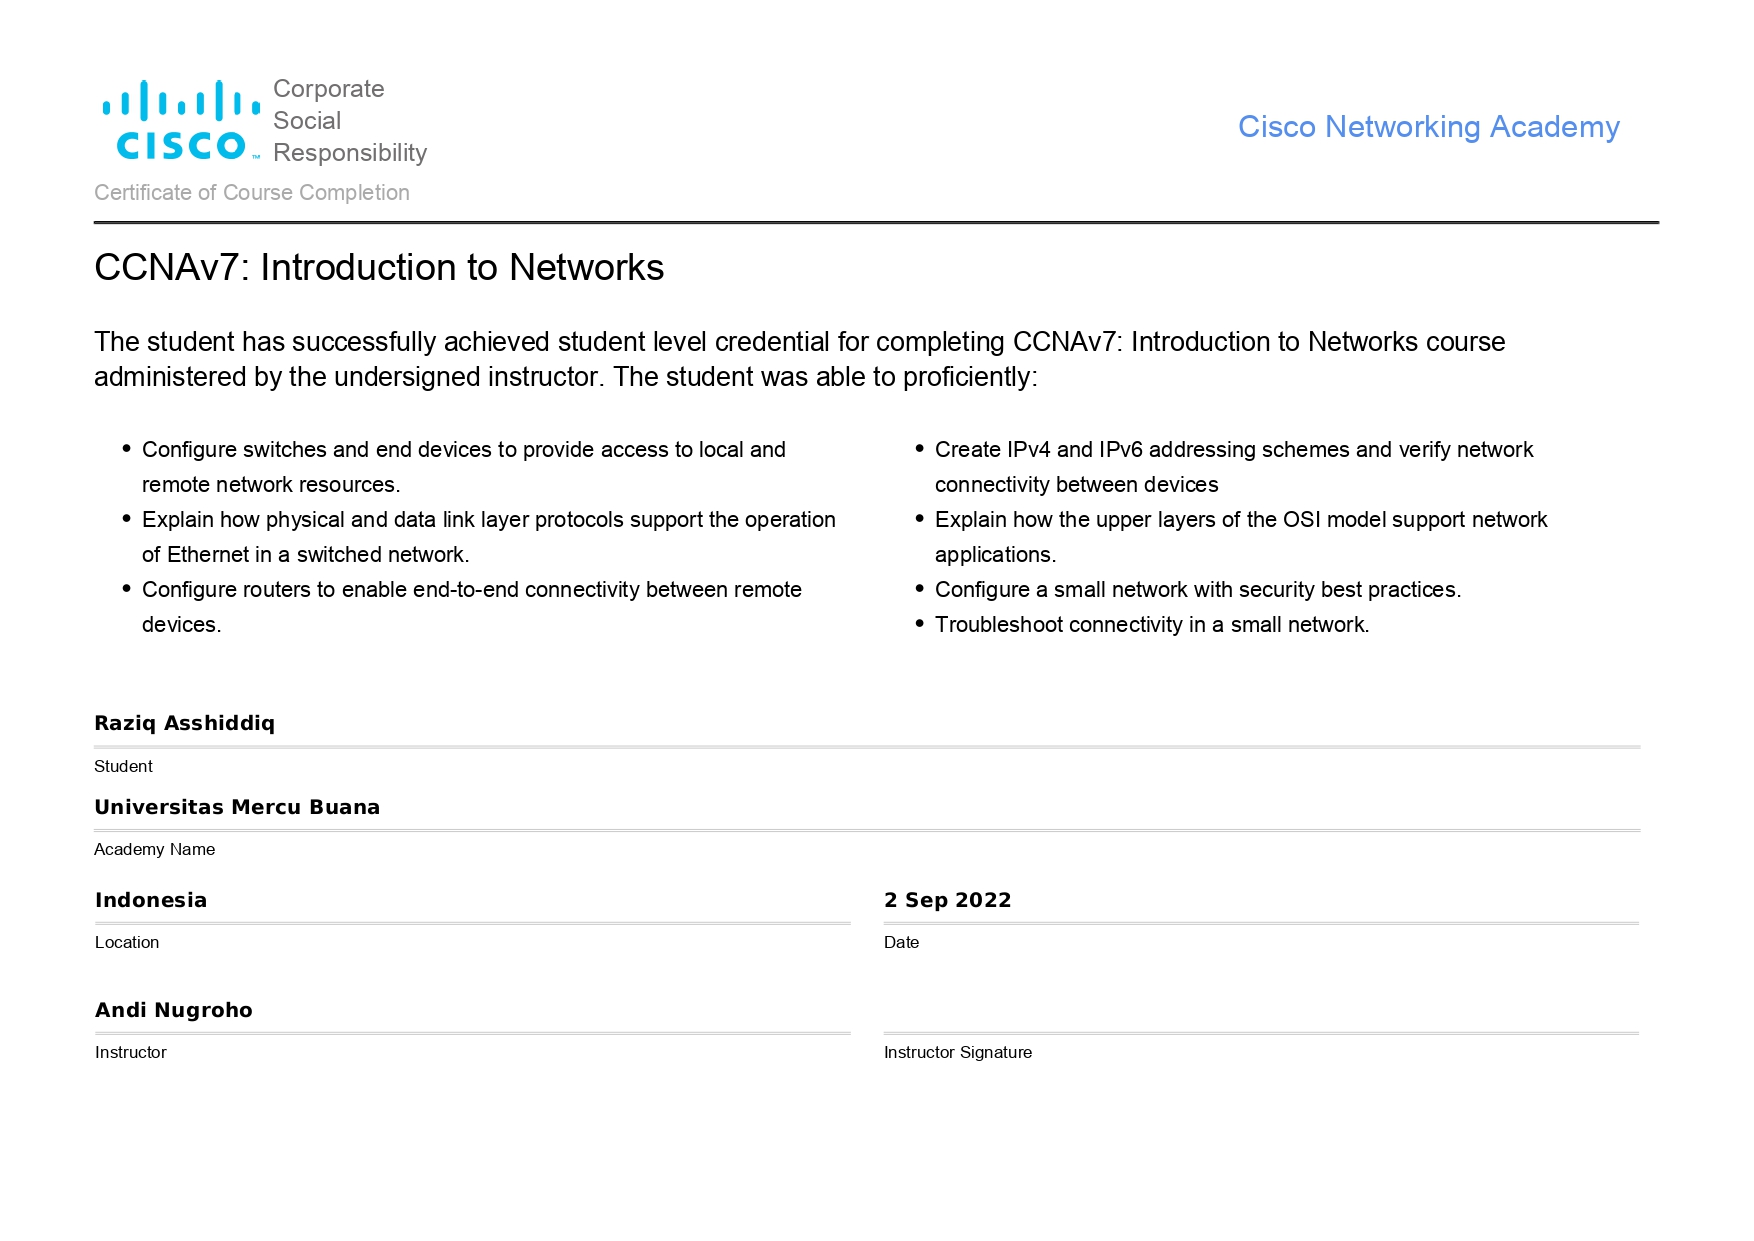 Corporate
Social
Responsibility
CISCO™
Cisco Networking Academy
Certificate of Course Completion
CCNAv7: Introduction to Networks
The student has successfully achieved student level credential for completing CCNAv7: Introduction to Networks course
administered by the undersigned instructor. The student was able to proficiently:
• Configure switches and end devices to provide access to local and
remote network resources.
• Explain how physical and data link layer protocols support the operation
of Ethernet in a switched network.
• Configure routers to enable end-to-end connectivity between remote
devices.
• Create IPv4 and IPv6 addressing schemes and verify network
connectivity between devices
• Explain how the upper layers of the OSI model support network
applications.
• Configure a small network with security best practices.
• Troubleshoot connectivity in a small network.
Raziq Asshiddiq
Student
Universitas Mercu Buana
Academy Name
Indonesia
Location
2 Sep 2022
Date
Andi Nugroho
Instructor
Instructor Signature